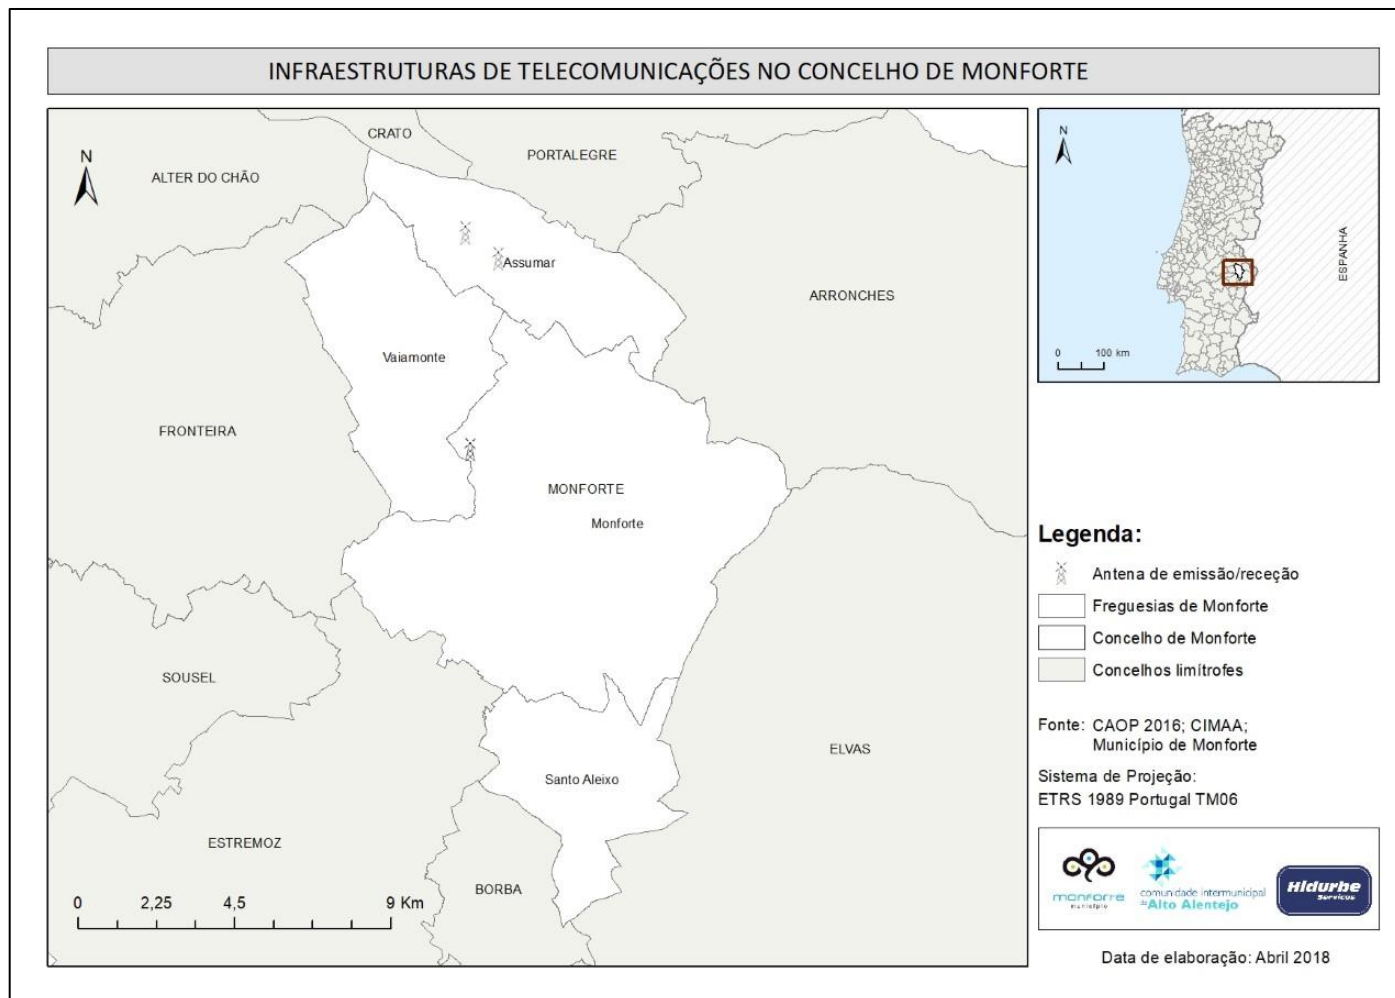 INFRAESTRUTURAS DE TELECOMUNICAÇÕES NO CONCELHO DE MONFORTE
N
CRATO
PORTALEGRE
ALTER DO CHÃO
Assumar
ARRONCHES
Vaiamonte
FRONTEIRA
MONFORTE
Monforte
SOUSEL
ELVAS
Santo Aleixo
ESTREMOZ
BORBA
0 2,25 4,5 9 Km
N
ESPANHA
0 100 km
Legenda:
Antena de emissão/receção
Freguesias de Monforte
Concelho de Monforte
Concelhos limítrofes
Fonte: CAOP 2016; CIMAA;
Município de Monforte
Sistema de Projeção:
ETRS 1989 Portugal TM06
monforte
município
comunidade intermunicipal
do Alto Alentejo
Hidurbe
Serviços
Data de elaboração: Abril 2018